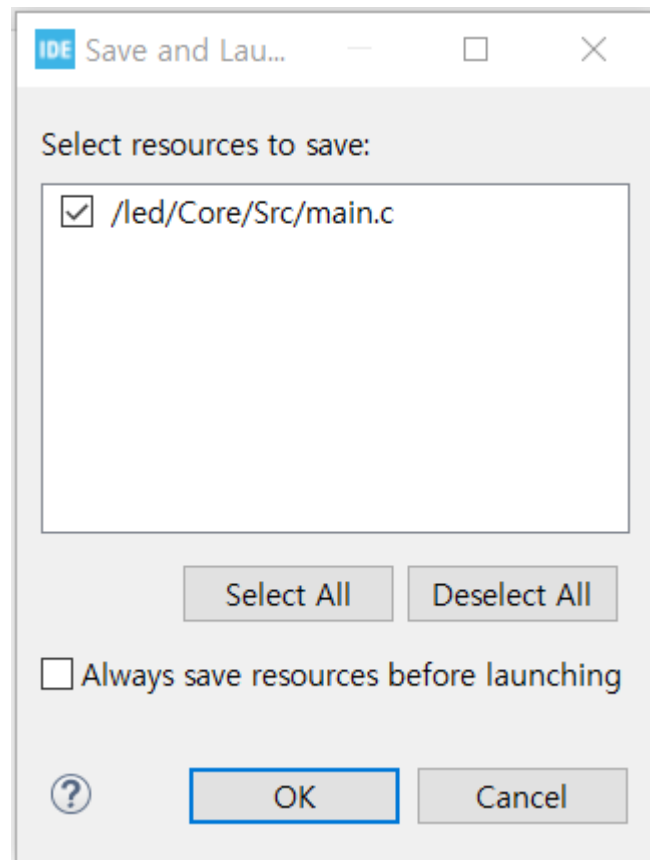 IDE Save and Lau...
Select resources to save:
/led/Core/Src/main.c
Select All Deselect All
Always save resources before launching
? OK Cancel